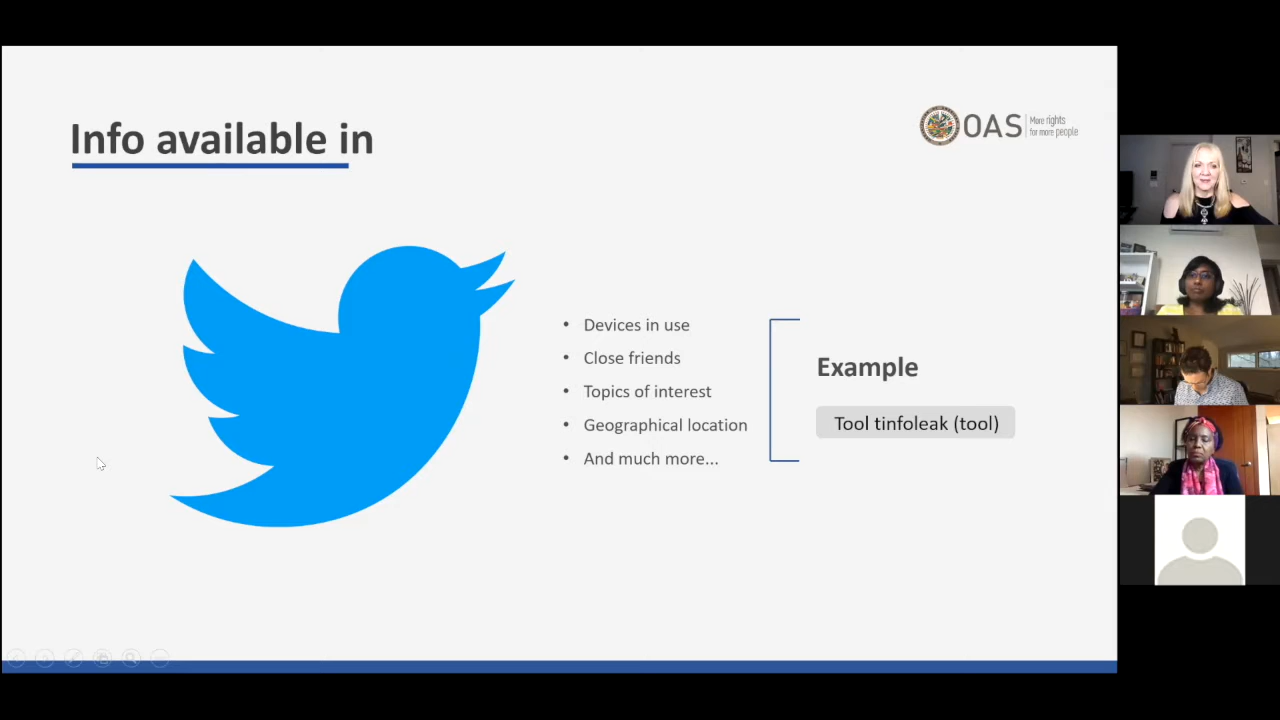 Info available in
OAS
More rights
for more people
Devices in use
Close friends
Topics of interest
Geographical location
And much more...
Example
Tool tinfoleak (tool)